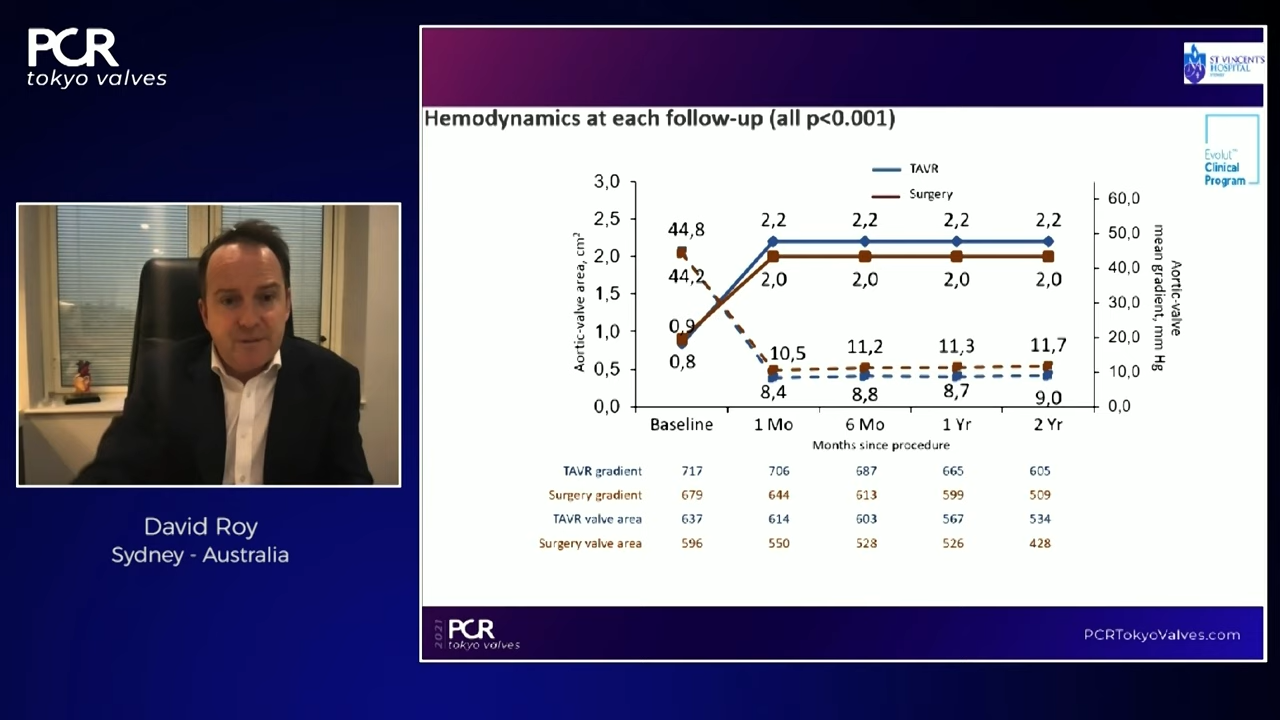 PCR
tokyo valves
David Roy
Sydney - Australia
ST VINCENT'S
HOSPITAL
Hemodynamics at each follow-up (all p<0.001)
Evolut™
Clinical
Program
TAVR
Surgery
Aortic-valve area, cm²
3,0
2,5
2,0
1,5
1,0
0,5
0,0
60,0
50,0
40,0
30,0
20,0
10,0
0,0
Aortic-valve
mean gradient, mm Hg
44,8
44,2
0,9
0,8
2,2 2,2 2,2 2,2
2,0 2,0 2,0 2,0
10,5 11,2 11,3 11,7
8,4 8,8 8,7 9,0
Baseline 1 Mo 6 Mo 1 Yr 2 Yr
Months since procedure
TAVR gradient 717 706 687 665 605
Surgery gradient 679 644 613 599 509
TAVR valve area 637 614 603 567 534
Surgery valve area 596 550 528 526 428
2021
PCR
tokyo valves
PCRTokyoValves.com